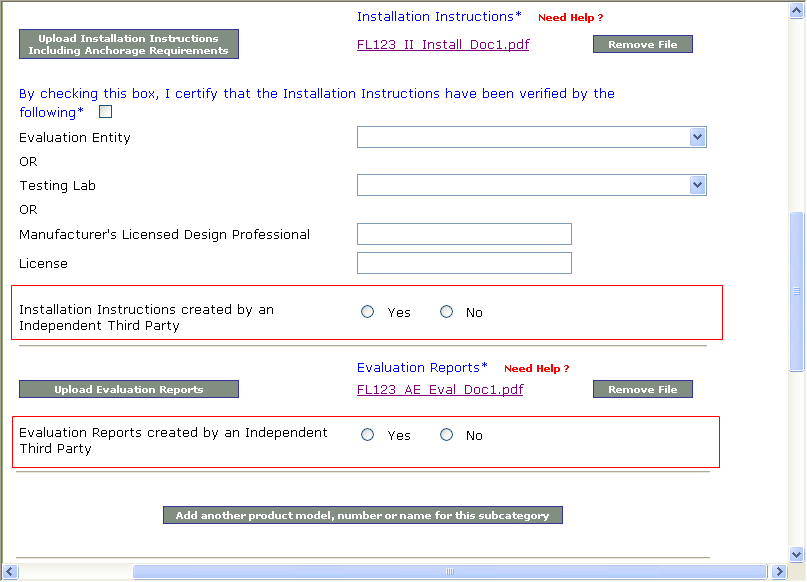 Installation Instructions* Need Help ?
Upload Installation Instructions
Including Anchorage Requirements
FL123_II_Install_Doc1.pdf
Remove File
By checking this box, I certify that the Installation Instructions have been verified by the
following*
Evaluation Entity
OR
Testing Lab
OR
Manufacturer's Licensed Design Professional
License
Installation Instructions created by an
Independent Third Party
Yes No
Evaluation Reports* Need Help ?
Upload Evaluation Reports
FL123_AE_Eval_Doc1.pdf
Remove File
Evaluation Reports created by an Independent
Third Party
Yes No
Add another product model, number or name for this subcategory